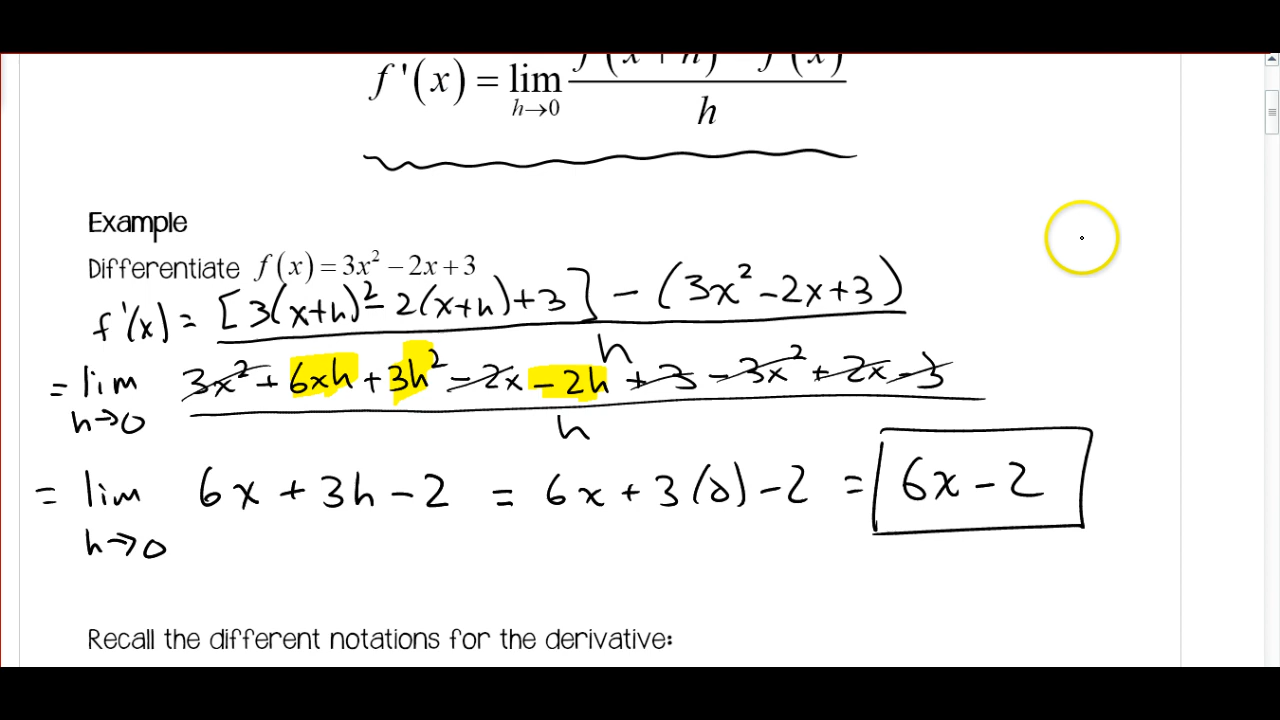 f'(x) = lim h→0 f(x+h) − f(x) / h
Example
Differentiate f(x) = 3x² − 2x + 3
f'(x) = [3(x+h)² − 2(x+h) + 3] − (3x² − 2x + 3) / h
= lim h→0 3x² + 6xh + 3h² − 2x − 2h + 3 − 3x² + 2x − 3 / h
= lim h→0 6x + 3h − 2 = 6x + 3(0) − 2 = 6x − 2
Recall the different notations for the derivative: